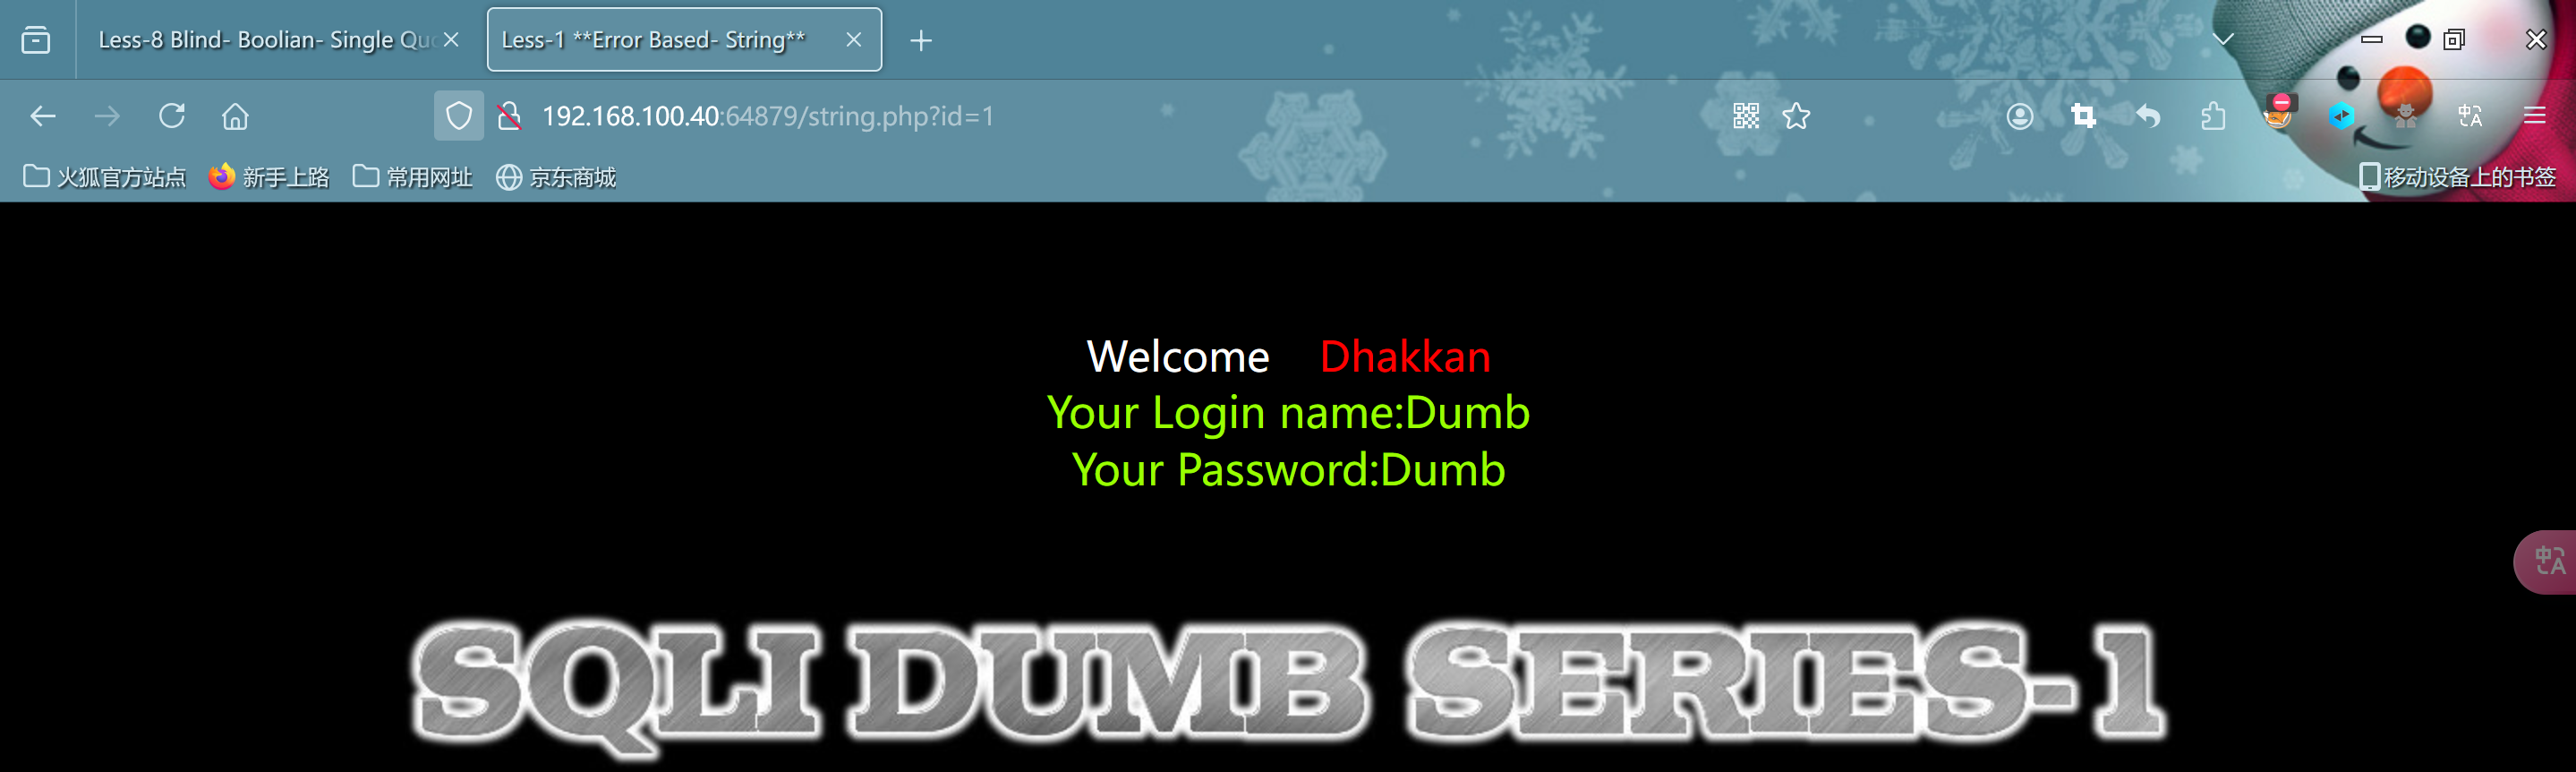 Less-8 Blind- Boolian- Single Quo
Less-1 **Error Based- String**
192.168.100.40:64879/string.php?id=1
火狐官方站点 新手上路 常用网址 京东商城 移动设备上的书签
Welcome Dhakkan
Your Login name:Dumb
Your Password:Dumb
SQLI DUMB SERIES-1